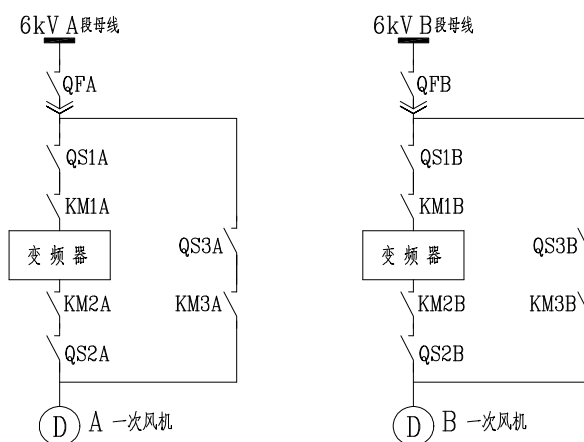 6kV A段母线 6kV B段母线
QFA QFB
QS1A QS1B
KM1A KM1B
变频器 QS3A 变频器 QS3B
KM2A KM3A KM2B KM3B
QS2A QS2B
D A 一次风机 D B 一次风机